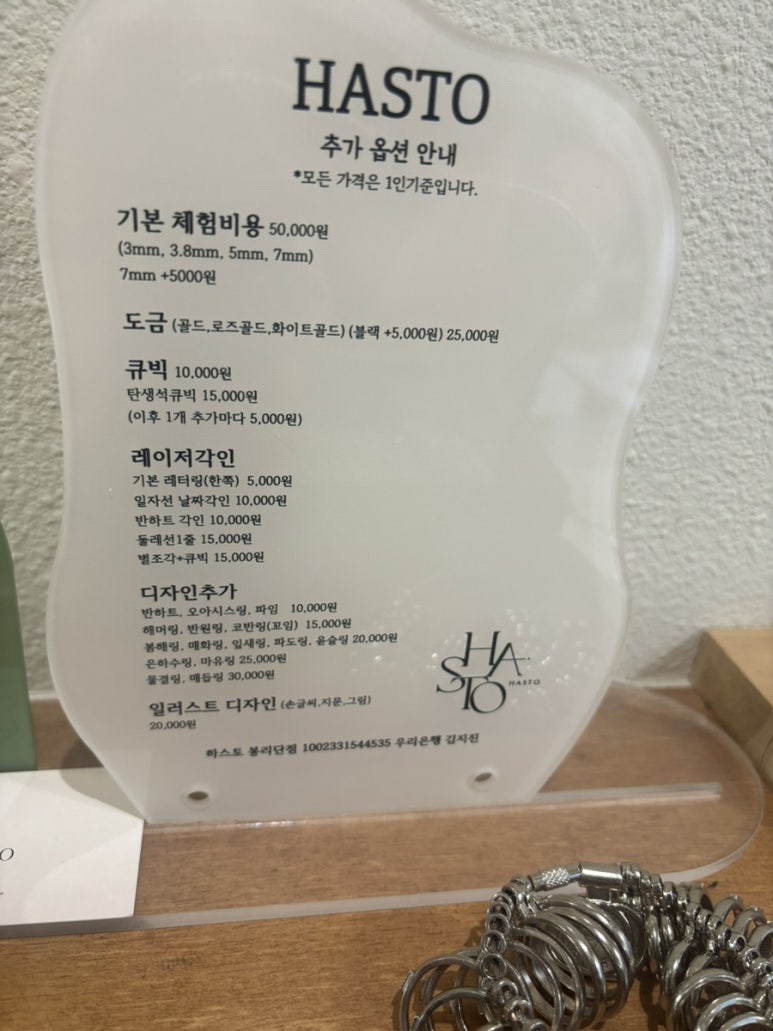 HASTO
추가 옵션 안내
*모든 가격은 1인기준입니다.
기본 체험비용 50,000원
(3mm, 3.8mm, 5mm, 7mm)
7mm +5000원
도금 (골드,로즈골드,화이트골드) (블랙 +5,000원) 25,000원
큐빅 10,000원
탄생석큐빅 15,000원
(이후 1개 추가마다 5,000원)
레이저각인
기본 레터링(한쪽) 5,000원
일자선 날짜각인 10,000원
반하트 각인 10,000원
둘레선1줄 15,000원
별조각+큐빅 15,000원
디자인추가
반하트, 오아시스링, 파임 10,000원
해머링, 반원링, 코반링(꼬임) 15,000원
봄해링, 매화링, 잎새링, 파도링, 윤슬링 20,000원
은하수링, 마유링 25,000원
물결링, 매듭링 30,000원
일러스트 디자인 (손글씨,지문,그림)
20,000원
HA
STO
HASTO
하스토 봉리단점 1002331544535 우리은행 김지진
O